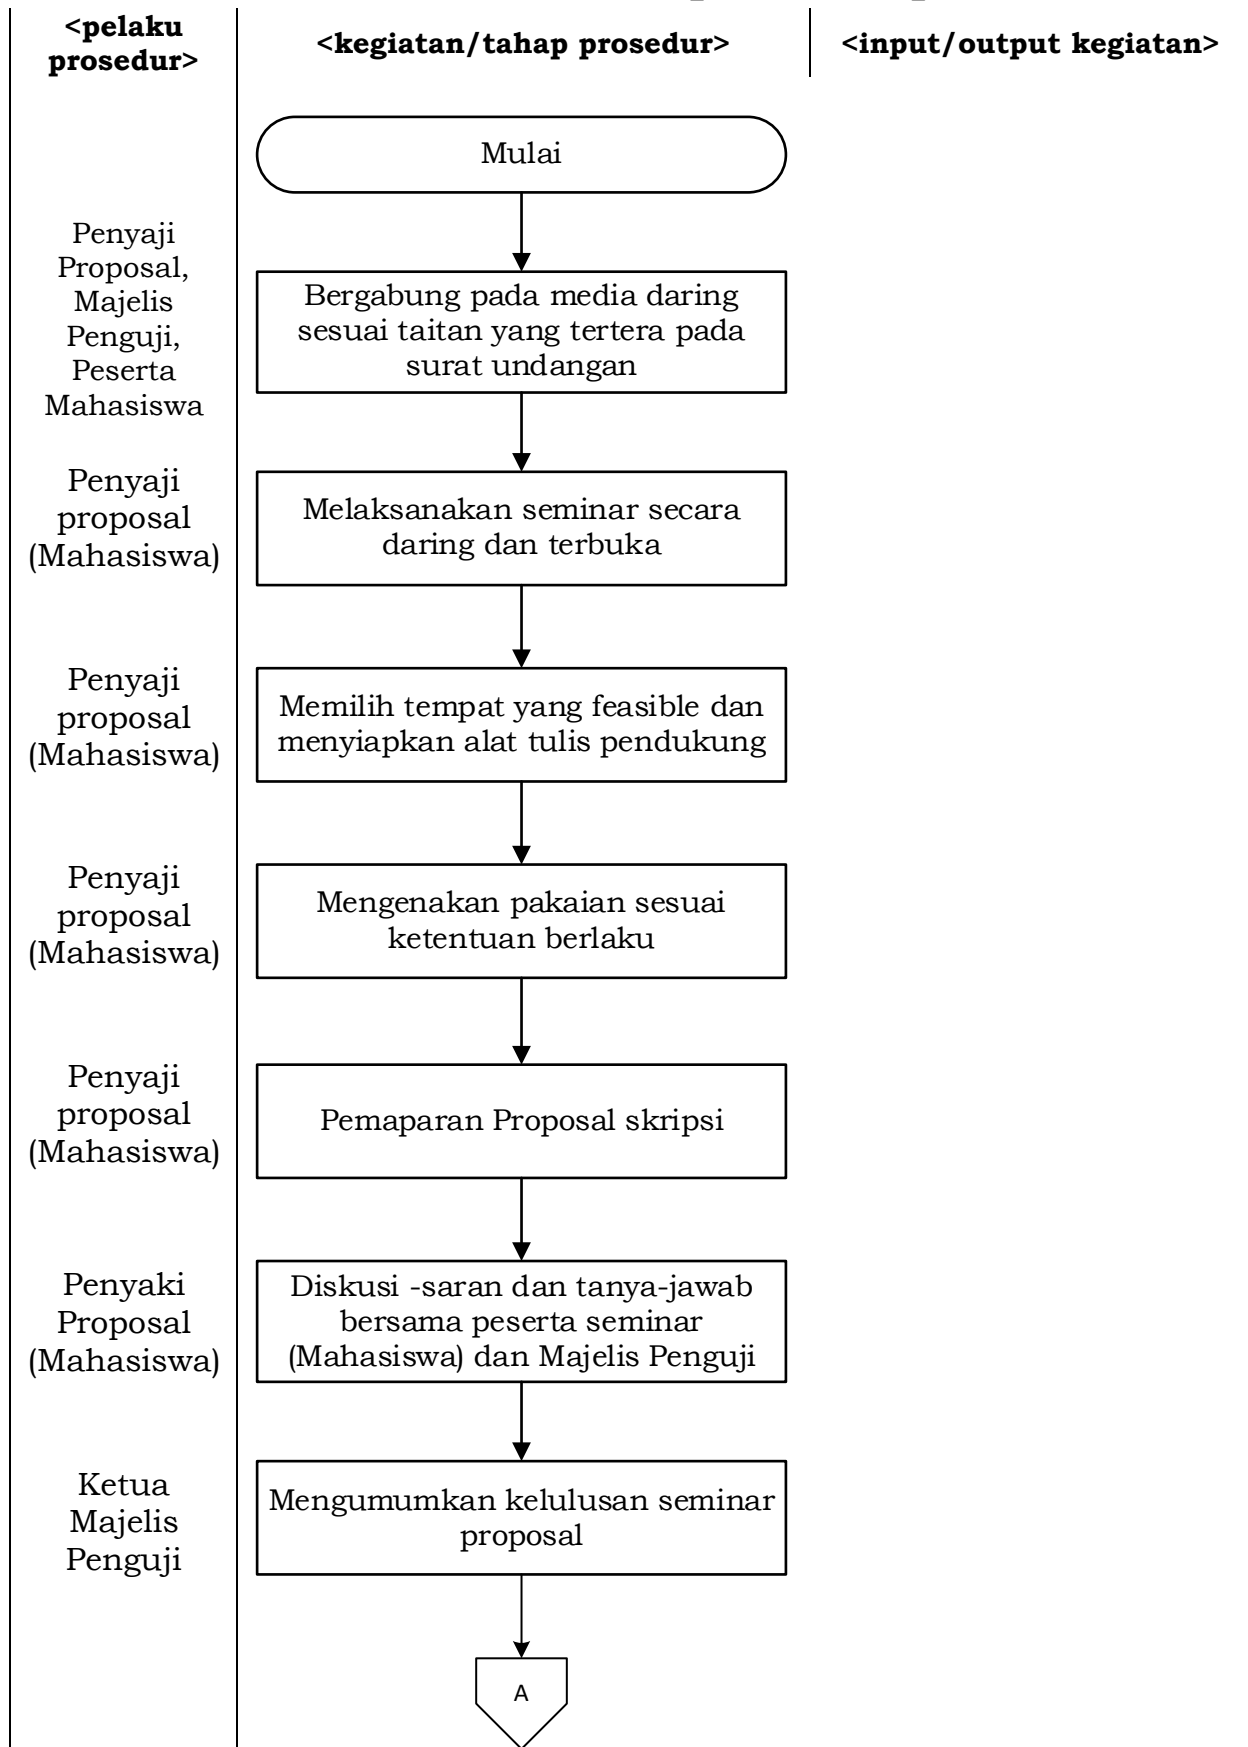 <pelaku
prosedur>
<kegiatan/tahap prosedur>
<input/output kegiatan>
Mulai
Penyaji
Proposal,
Majelis
Penguji,
Peserta
Mahasiswa
Bergabung pada media daring
sesuai taitan yang tertera pada
surat undangan
Penyaji
proposal
(Mahasiswa)
Melaksanakan seminar secara
daring dan terbuka
Penyaji
proposal
(Mahasiswa)
Memilih tempat yang feasible dan
menyiapkan alat tulis pendukung
Penyaji
proposal
(Mahasiswa)
Mengenakan pakaian sesuai
ketentuan berlaku
Penyaji
proposal
(Mahasiswa)
Pemaparan Proposal skripsi
Penyaki
Proposal
(Mahasiswa)
Diskusi -saran dan tanya-jawab
bersama peserta seminar
(Mahasiswa) dan Majelis Penguji
Ketua
Majelis
Penguji
Mengumumkan kelulusan seminar
proposal
A